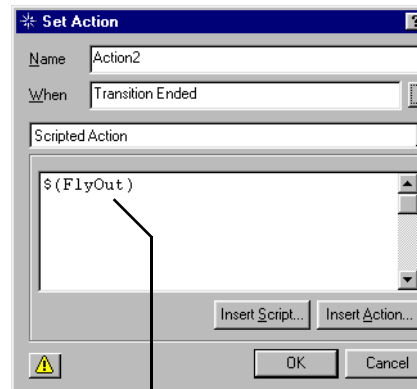 Set Action
?
Name Action2
When Transition Ended
Scripted Action
$(FlyOut)
Insert Script... Insert Action...
OK Cancel